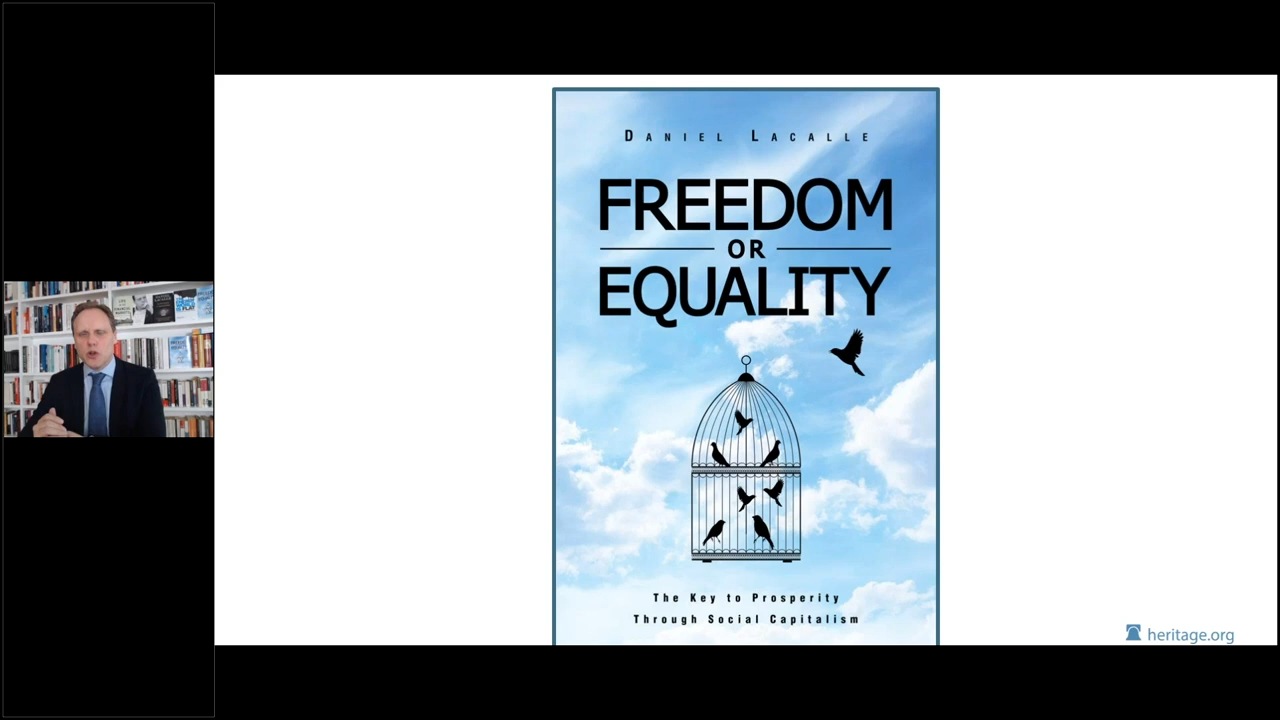 DANIEL LACALLE
FREEDOM
OR
EQUALITY
The Key to Prosperity
Through Social Capitalism
heritage.org